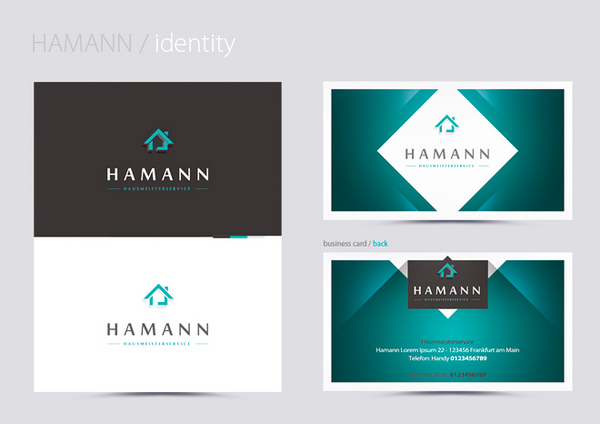 HAMANN / identity
HAMANN
HAUSMEISTERSERVICE
HAMANN
HAUSMEISTERSERVICE
HAMANN
HAUSMEISTERSERVICE
business card / back
HAMANN
HAUSMEISTERSERVICE
Hausmeisterservice
Hamann Lorem Ipsum 22 - 123456 Frankfurt am Main
Telefon: Handy 0123456789
0123456789